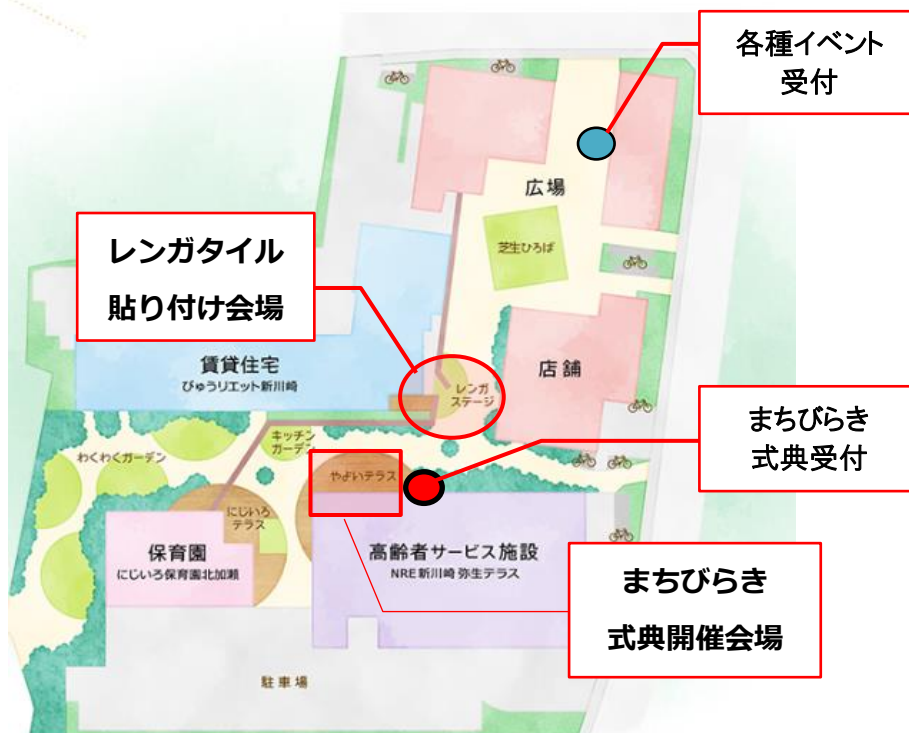 各種イベント
受付
広場
芝生ひろば
レンガタイル
貼り付け会場
賃貸住宅
びゅうリエット新川崎
レンガ
ステージ
店舗
まちびらき
式典受付
キッチン
ガーデン
わくわくガーデン
やよいテラス
にじいろ
テラス
保育園
にじいろ保育園北加瀬
高齢者サービス施設
NRE新川崎 弥生テラス
まちびらき
式典開催会場
駐車場